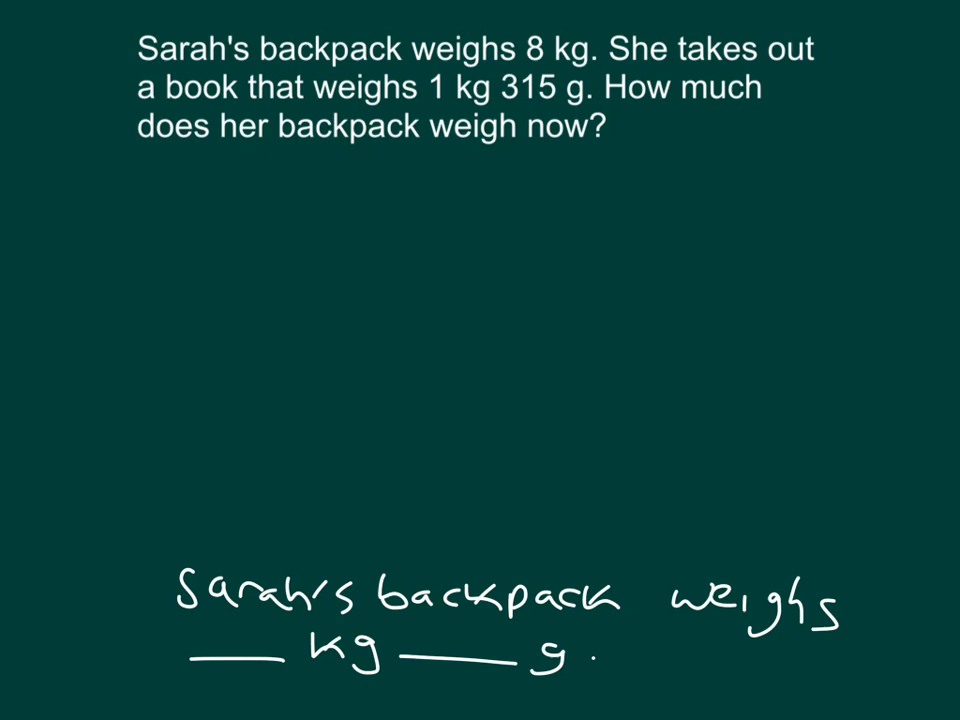 Sarah's backpack weighs 8 kg. She takes out
a book that weighs 1 kg 315 g. How much
does her backpack weigh now?
Sarah's backpack weighs
___ kg ___ g.